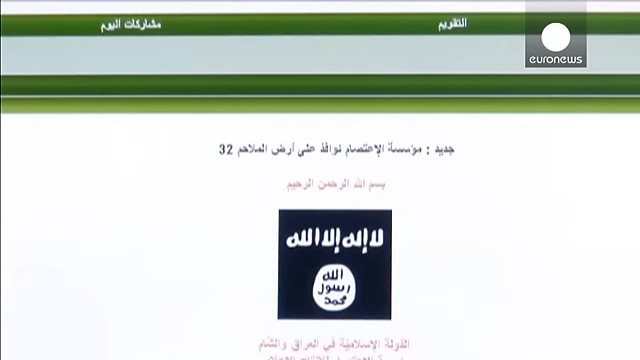 التقويم
مشاركات اليوم
euronews
جديد : مؤسسة الإعتصام نوافذ على أرض الملاحم 32
بسم الله الرحمن الرحيم
لا إله إلا الله
الله
رسول
محمد
الدولة الإسلامية في العراق والشام